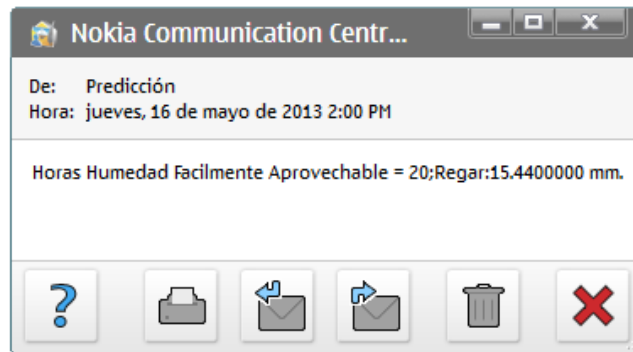 Nokia Communication Centr...
De: Predicción
Hora: jueves, 16 de mayo de 2013 2:00 PM
Horas Humedad Facilmente Aprovechable = 20;Regar:15.4400000 mm.